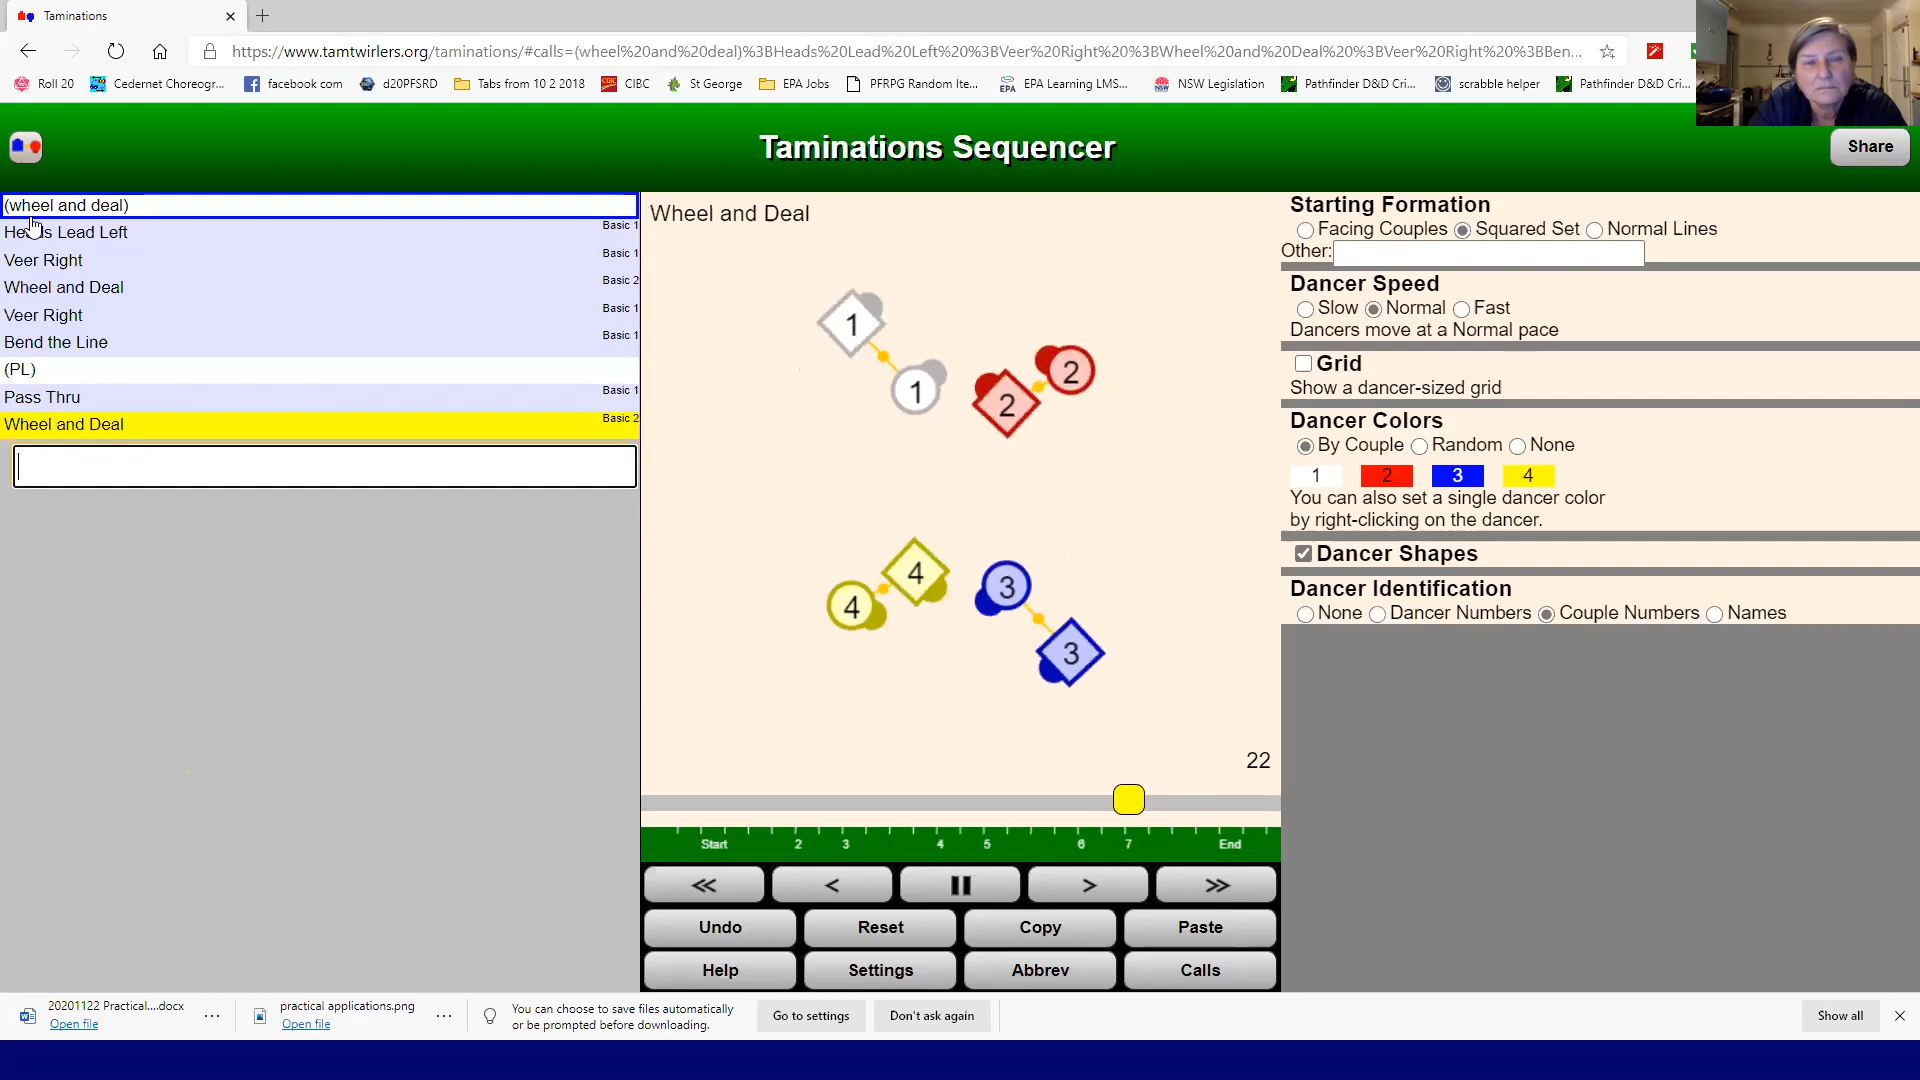 Taminations
https://www.tamtwirlers.org/taminations/#calls=(wheel%20and%20deal)%3BHeads%20Lead%20Left%20%3BVeer%20Right%20%3BWheel%20and%20Deal%20%3BVeer%20Right%20%3BBen...
Roll 20 Cedernet Choreogr... facebook.com d20PFSRD Tabs from 10 2 2018 CIBC St George EPA Jobs PFRPG Random Ite... EPA Learning LMS... NSW Legislation Pathfinder D&D Cri... scrabble helper Pathfinder D&D Cri...
Taminations Sequencer
Share
(wheel and deal)
Heads Lead Left Basic 1
Veer Right Basic 1
Wheel and Deal Basic 2
Veer Right Basic 1
Bend the Line Basic 1
(PL)
Pass Thru Basic 1
Wheel and Deal Basic 2
Wheel and Deal
1
1
2
2
4
4
3
3
22
Start 2 3 4 5 6 7 End
<< < > >>
Undo Reset Copy Paste
Help Settings Abbrev Calls
Starting Formation
Facing Couples Squared Set Normal Lines
Other:
Dancer Speed
Slow Normal Fast
Dancers move at a Normal pace
Grid
Show a dancer-sized grid
Dancer Colors
By Couple Random None
1 2 3 4
You can also set a single dancer color
by right-clicking on the dancer.
Dancer Shapes
Dancer Identification
None Dancer Numbers Couple Numbers Names
20201122 Practical....docx
Open file
practical applications.png
Open file
You can choose to save files automatically
or be prompted before downloading.
Go to settings
Don't ask again
Show all